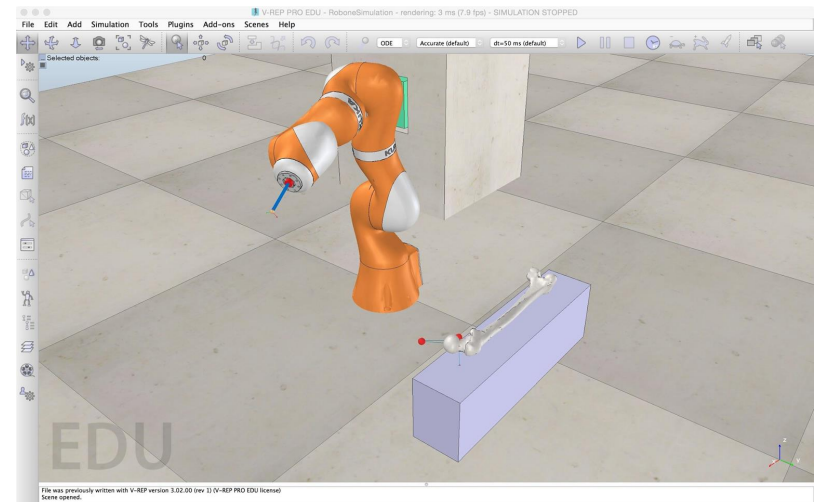 V-REP PRO EDU - RoboneSimulation - rendering: 3 ms (7.9 fps) - SIMULATION STOPPED
File Edit Add Simulation Tools Plugins Add-ons Scenes Help
ODE Accurate (default) dt=50 ms (default)
Selected objects: 0
f(x)
KUKA
EDU
z
y
File was previously written with V-REP version 3.02.00 (rev 1) (V-REP PRO EDU license)
Scene opened.